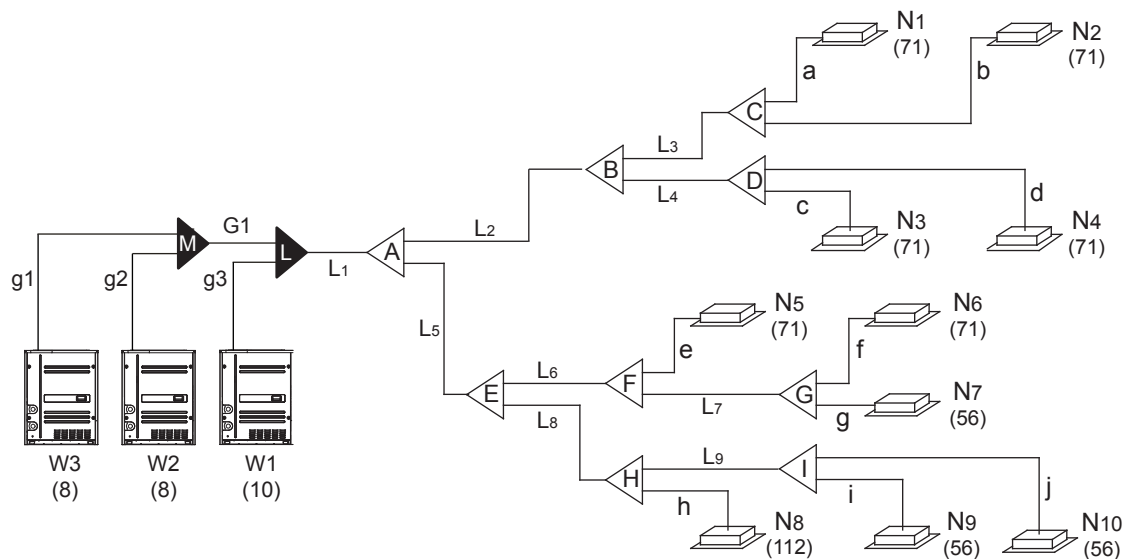 N1
(71)
a
N2
(71)
b
C
L3
B
L4
D
c
N3
(71)
d
N4
(71)
L2
M
G1
L
L1
A
g1
g2
g3
L5
N5
(71)
e
N6
(71)
f
L6
F
E
L7
G
g
N7
(56)
L8
L9
I
H
h
i
j
N8
(112)
N9
(56)
N10
(56)
W3
(8)
W2
(8)
W1
(10)